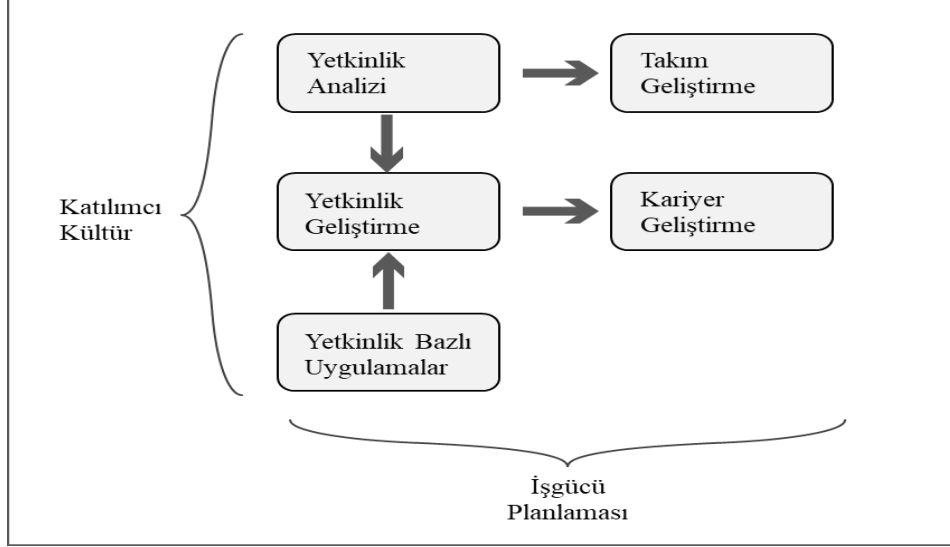 Yetkinlik
Analizi
Takım
Geliştirme
Katılımcı
Kültür
Yetkinlik
Geliştirme
Kariyer
Geliştirme
Yetkinlik Bazlı
Uygulamalar
İşgücü
Planlaması